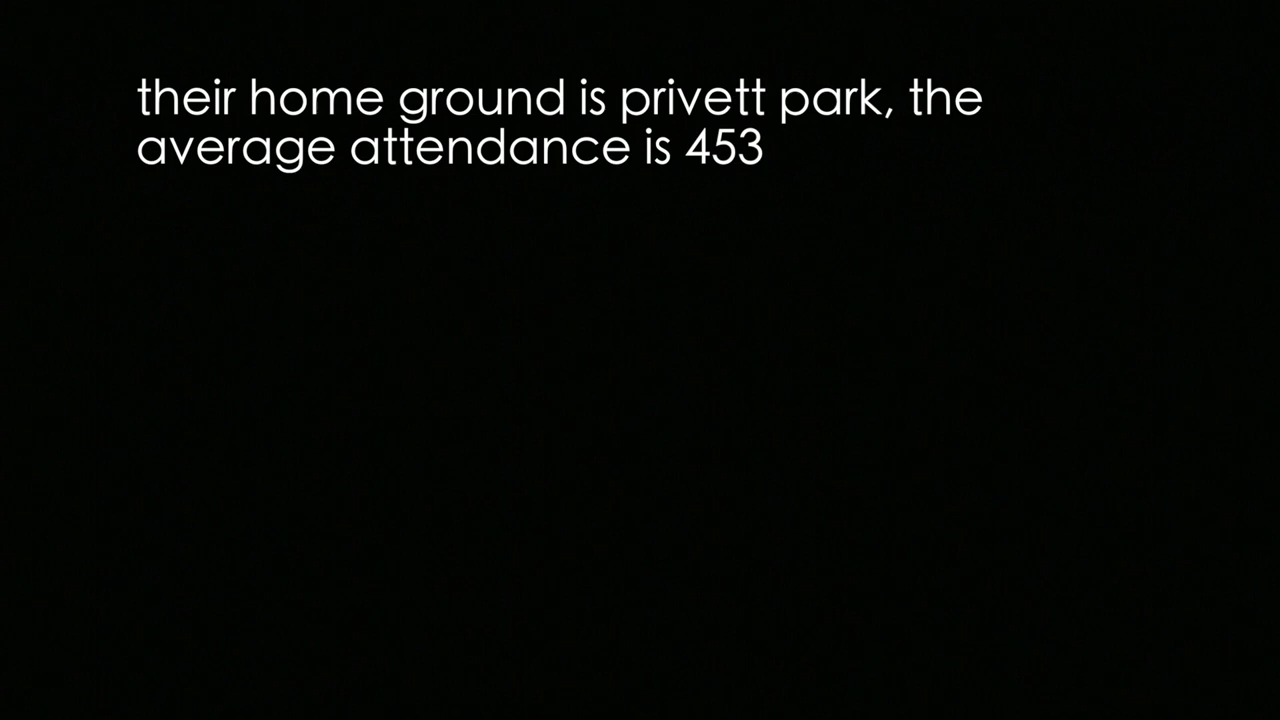 their home ground is privett park, the
average attendance is 453